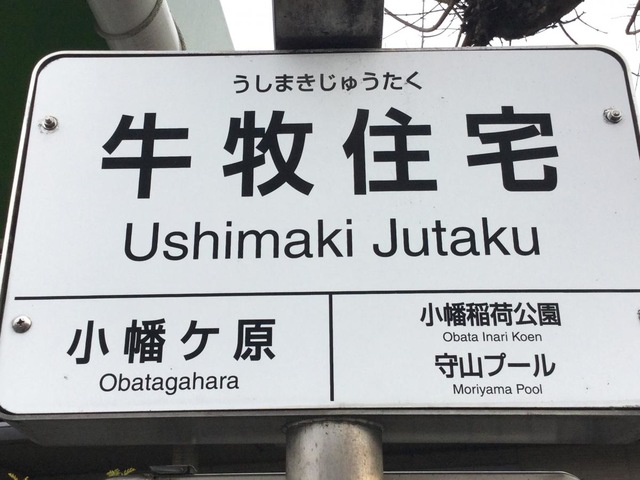 うしまきじゅうたく
牛牧住宅
Ushimaki Jutaku
小幡ケ原
Obatagahara
小幡稲荷公園
Obata Inari Koen
守山プール
Moriyama Pool